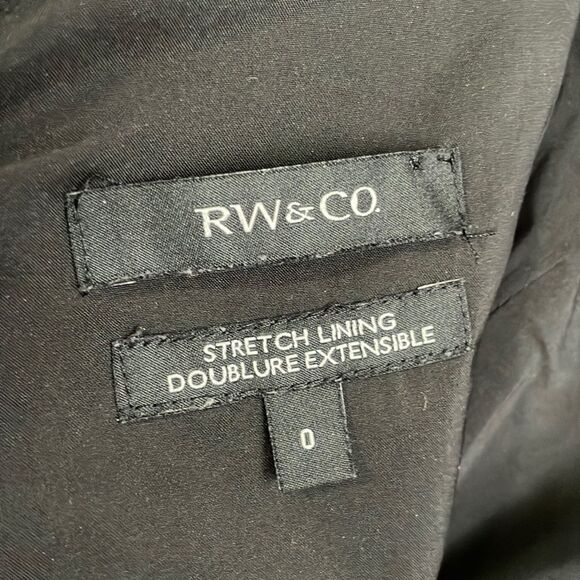 RW&CO.
STRETCH LINING
DOUBLURE EXTENSIBLE
0